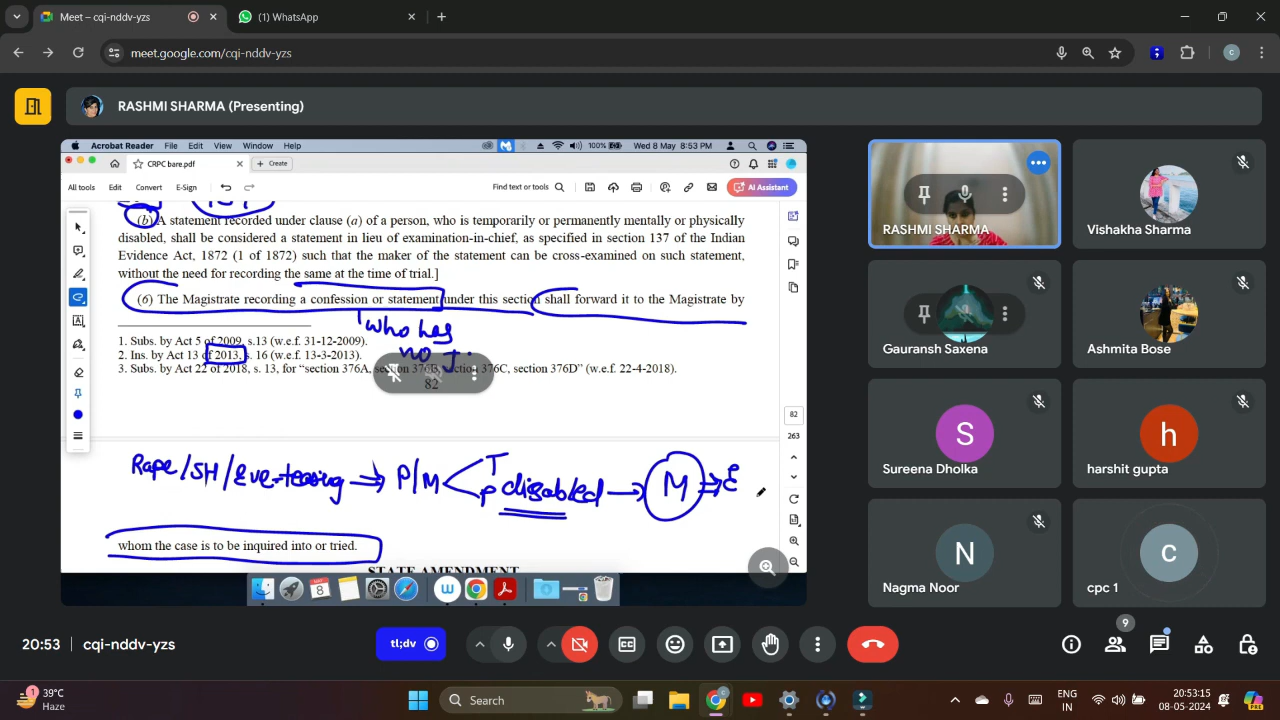 Meet – cqi-nddv-yzs
(1) WhatsApp
meet.google.com/cqi-nddv-yzs
RASHMI SHARMA (Presenting)
Acrobat Reader File Edit View Window Help
100% Wed 8 May 8:53 PM
CRPC bare.pdf
+ Create
All tools Edit Convert E-Sign
Find text or tools
AI Assistant
(b) A statement recorded under clause (a) of a person, who is temporarily or permanently mentally or physically
disabled, shall be considered a statement in lieu of examination-in-chief, as specified in section 137 of the Indian
Evidence Act, 1872 (1 of 1872) such that the maker of the statement can be cross-examined on such statement,
without the need for recording the same at the time of trial.]
(6) The Magistrate recording a confession or statement under this section shall forward it to the Magistrate by
who has
no
1. Subs. by Act 5 of 2009, s.13 (w.e.f. 31-12-2009).
2. Ins. by Act 13 of 2013, s. 16 (w.e.f. 13-3-2013).
3. Subs. by Act 22 of 2018, s. 13, for “section 376A, section 376B, section 376C, section 376D” (w.e.f. 22-4-2018).
82
82
263
Rape/SH/Eve-teasing → P/M T
P disabled → M ⇒ E
whom the case is to be inquired into or tried.
STATE AMENDMENT
MAY
8
RASHMI SHARMA
Vishakha Sharma
Gauransh Saxena
Ashmita Bose
S
Sureena Dholka
h
harshit gupta
N
Nagma Noor
c
cpc 1
20:53 cqi-nddv-yzs
tl;dv
9
1
39°C
Haze
Search
ENG
IN
20:53:15
08-05-2024
PRE